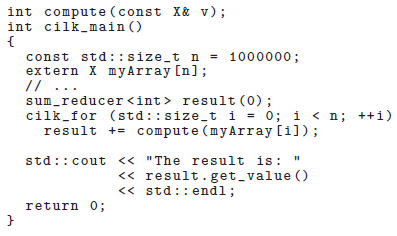 int compute(const X& v);
int cilk_main()
{
  const std::size_t n = 1000000;
  extern X myArray[n];
  // ...
  sum_reducer<int> result(0);
  cilk_for (std::size_t i = 0; i < n; ++i)
    result += compute(myArray[i]);

  std::cout << "The result is: "
            << result.get_value()
            << std::endl;
  return 0;
}